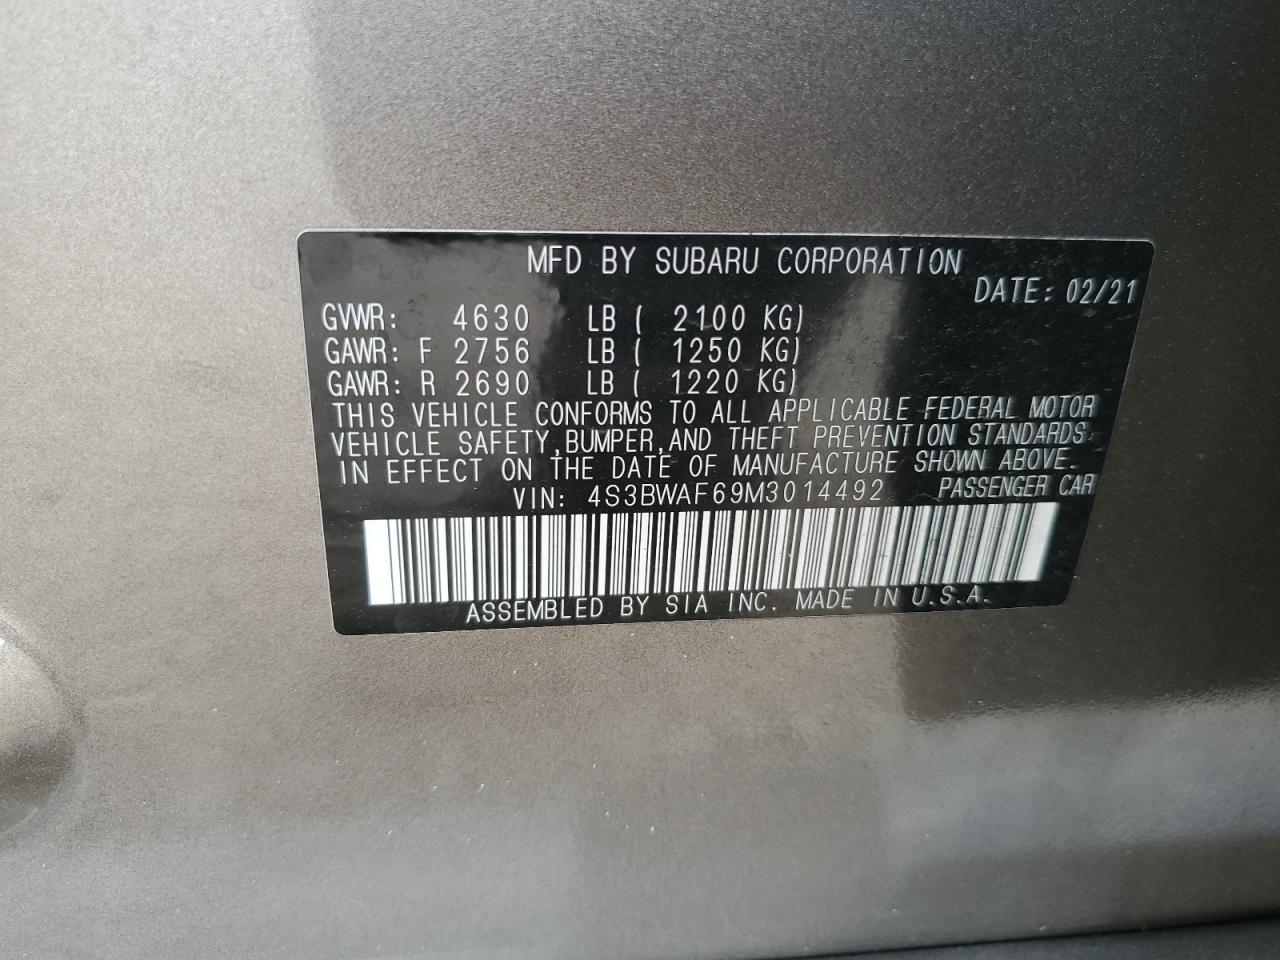 MFD BY SUBARU CORPORATION
DATE: 02/21
GVWR: 4630 LB ( 2100 KG)
GAWR: F 2756 LB ( 1250 KG)
GAWR: R 2690 LB ( 1220 KG)
THIS VEHICLE CONFORMS TO ALL APPLICABLE FEDERAL MOTOR
VEHICLE SAFETY,BUMPER,AND THEFT PREVENTION STANDARDS
IN EFFECT ON THE DATE OF MANUFACTURE SHOWN ABOVE.
VIN: 4S3BWAF69M3014492 PASSENGER CAR
ASSEMBLED BY SIA INC. MADE IN U.S.A.